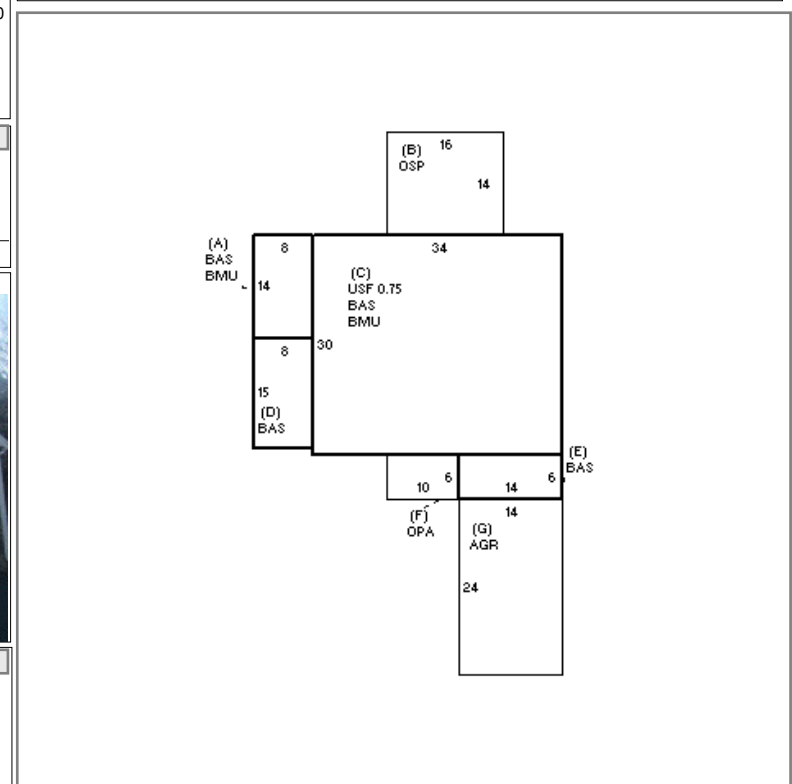 0
(B) 16
OSP
14
(A)
BAS
BMU
8
14
34
(C)
USF 0.75
BAS
BMU
30
8
15
(D)
BAS
(E)
BAS
6
10
6
14
(F)
OPA
14
(G)
AGR
24